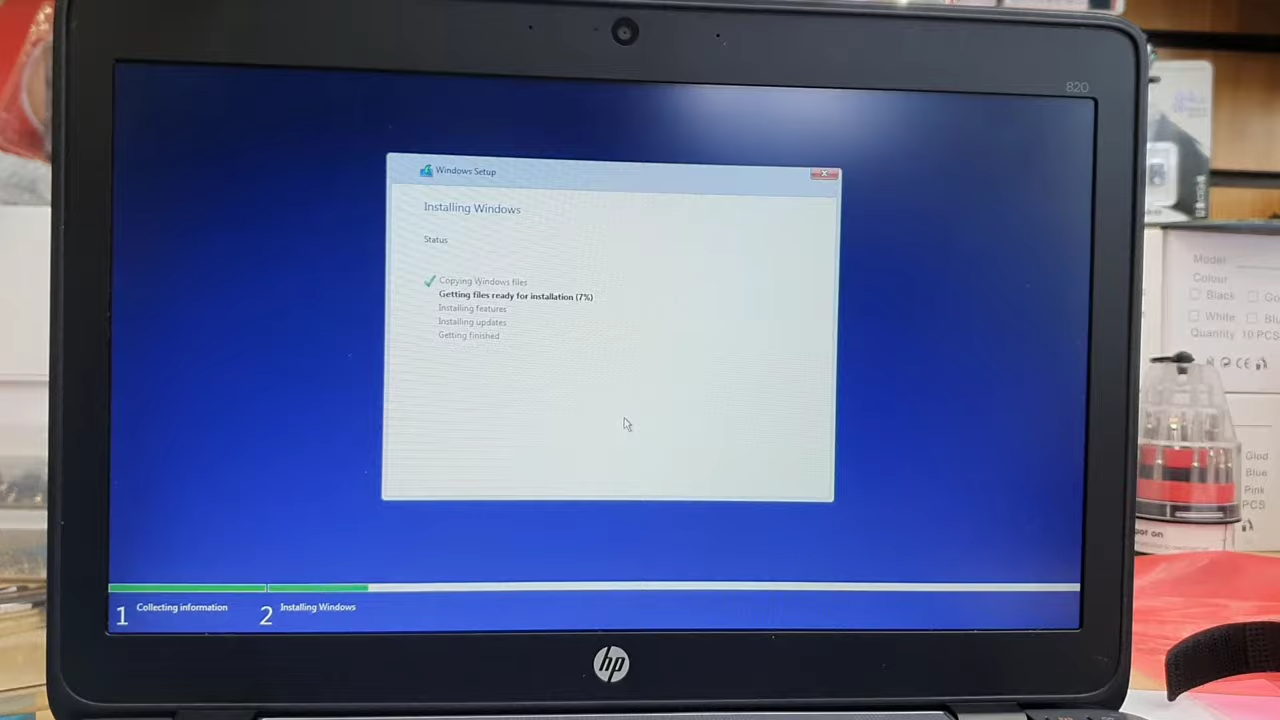 820
Windows Setup
Installing Windows
Status
Copying Windows files
Getting files ready for installation (7%)
Installing features
Installing updates
Getting finished
1 Collecting information
2 Installing Windows
hp
Model:
Colour:
Black
White
Quantity 10 PCS
CE
Glod
Blue
Pink
PCS